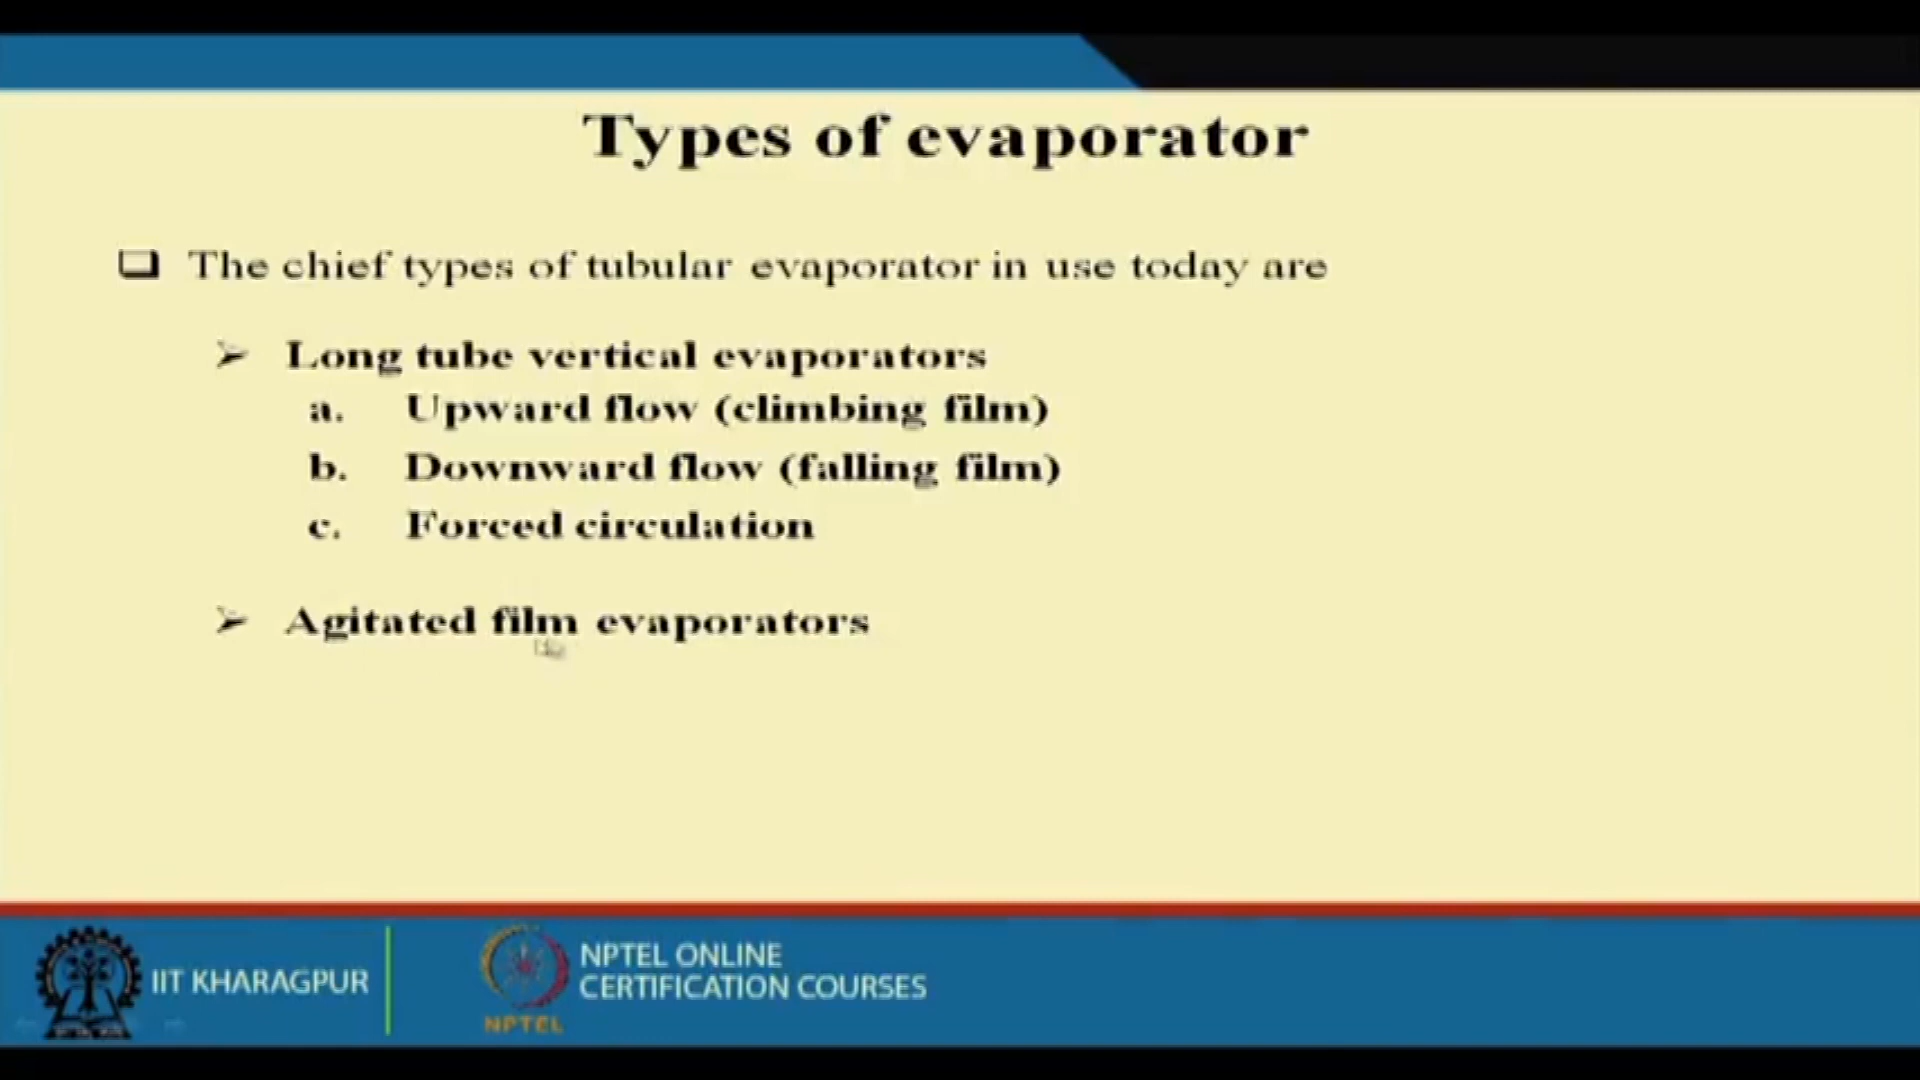 Types of evaporator
The chief types of tubular evaporator in use today are
Long tube vertical evaporators
a. Upward flow (climbing film)
b. Downward flow (falling film)
c. Forced circulation
Agitated film evaporators
IIT KHARAGPUR
NPTEL
NPTEL ONLINE
CERTIFICATION COURSES